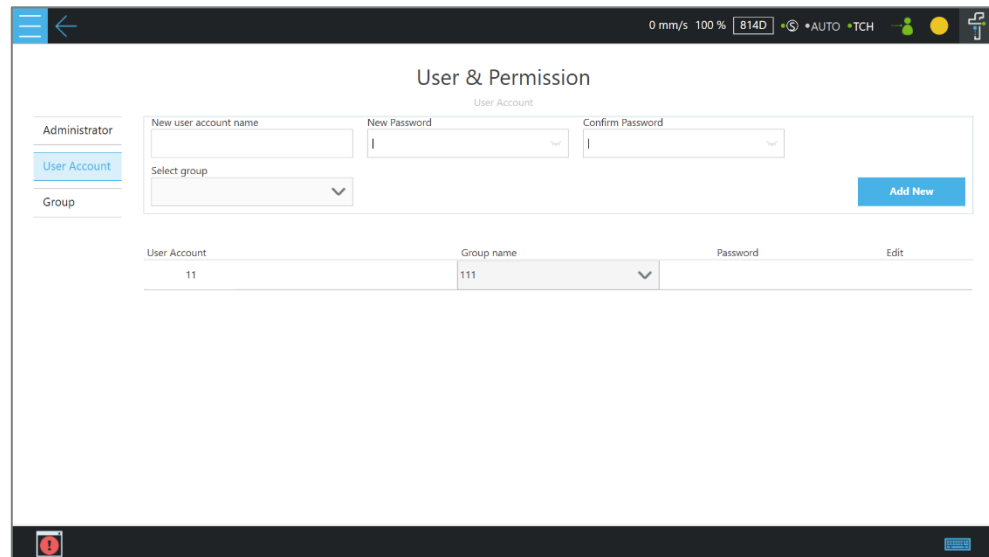 0 mm/s 100 % 814D •Ⓢ •AUTO •TCH
User & Permission
User Account
Administrator
User Account
Group
New user account name New Password Confirm Password
Select group
Add New
User Account Group name Password Edit
11 111